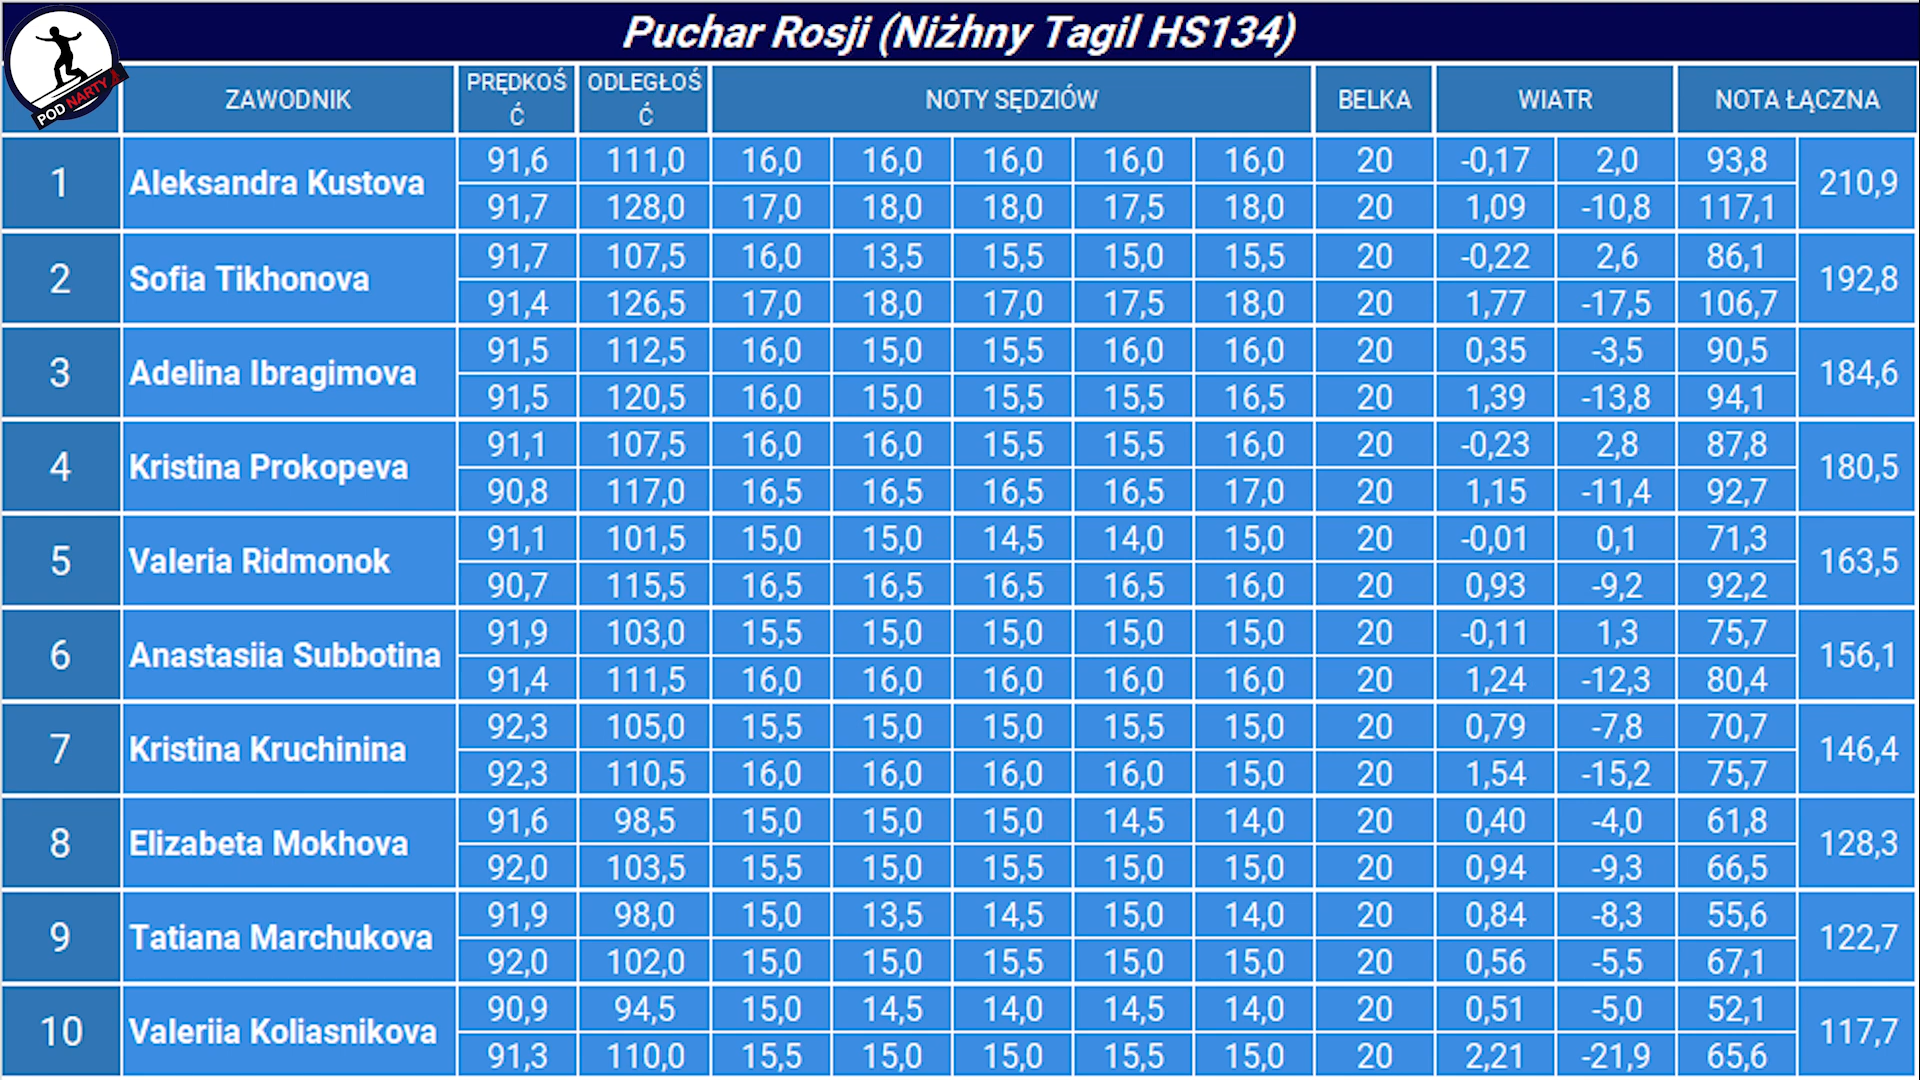 Puchar Rosji (Niżhny Tagil HS134)
POD NARTY
ZAWODNIK PRĘDKOŚ ODLEGŁOŚ NOTY SĘDZIÓW BELKA WIATR NOTA ŁĄCZNA
Ć Ć
1 Aleksandra Kustova 91,6 111,0 16,0 16,0 16,0 16,0 16,0 20 -0,17 2,0 93,8 210,9
91,7 128,0 17,0 18,0 18,0 17,5 18,0 20 1,09 -10,8 117,1
2 Sofia Tikhonova 91,7 107,5 16,0 13,5 15,5 15,0 15,5 20 -0,22 2,6 86,1 192,8
91,4 126,5 17,0 18,0 17,0 17,5 18,0 20 1,77 -17,5 106,7
3 Adelina Ibragimova 91,5 112,5 16,0 15,0 15,5 16,0 16,0 20 0,35 -3,5 90,5 184,6
91,5 120,5 16,0 15,0 15,5 15,5 16,5 20 1,39 -13,8 94,1
4 Kristina Prokopeva 91,1 107,5 16,0 16,0 15,5 15,5 16,0 20 -0,23 2,8 87,8 180,5
90,8 117,0 16,5 16,5 16,5 16,5 17,0 20 1,15 -11,4 92,7
5 Valeria Ridmonok 91,1 101,5 15,0 15,0 14,5 14,0 15,0 20 -0,01 0,1 71,3 163,5
90,7 115,5 16,5 16,5 16,5 16,5 16,0 20 0,93 -9,2 92,2
6 Anastasiia Subbotina 91,9 103,0 15,5 15,0 15,0 15,0 15,0 20 -0,11 1,3 75,7 156,1
91,4 111,5 16,0 16,0 16,0 16,0 16,0 20 1,24 -12,3 80,4
7 Kristina Kruchinina 92,3 105,0 15,5 15,0 15,0 15,5 15,0 20 0,79 -7,8 70,7 146,4
92,3 110,5 16,0 16,0 16,0 16,0 15,0 20 1,54 -15,2 75,7
8 Elizabeta Mokhova 91,6 98,5 15,0 15,0 15,0 14,5 14,0 20 0,40 -4,0 61,8 128,3
92,0 103,5 15,5 15,0 15,5 15,0 15,0 20 0,94 -9,3 66,5
9 Tatiana Marchukova 91,9 98,0 15,0 13,5 14,5 15,0 14,0 20 0,84 -8,3 55,6 122,7
92,0 102,0 15,0 15,0 15,5 15,0 15,0 20 0,56 -5,5 67,1
10 Valeriia Koliasnikova 90,9 94,5 15,0 14,5 14,0 14,5 14,0 20 0,51 -5,0 52,1 117,7
91,3 110,0 15,5 15,0 15,0 15,5 15,0 20 2,21 -21,9 65,6